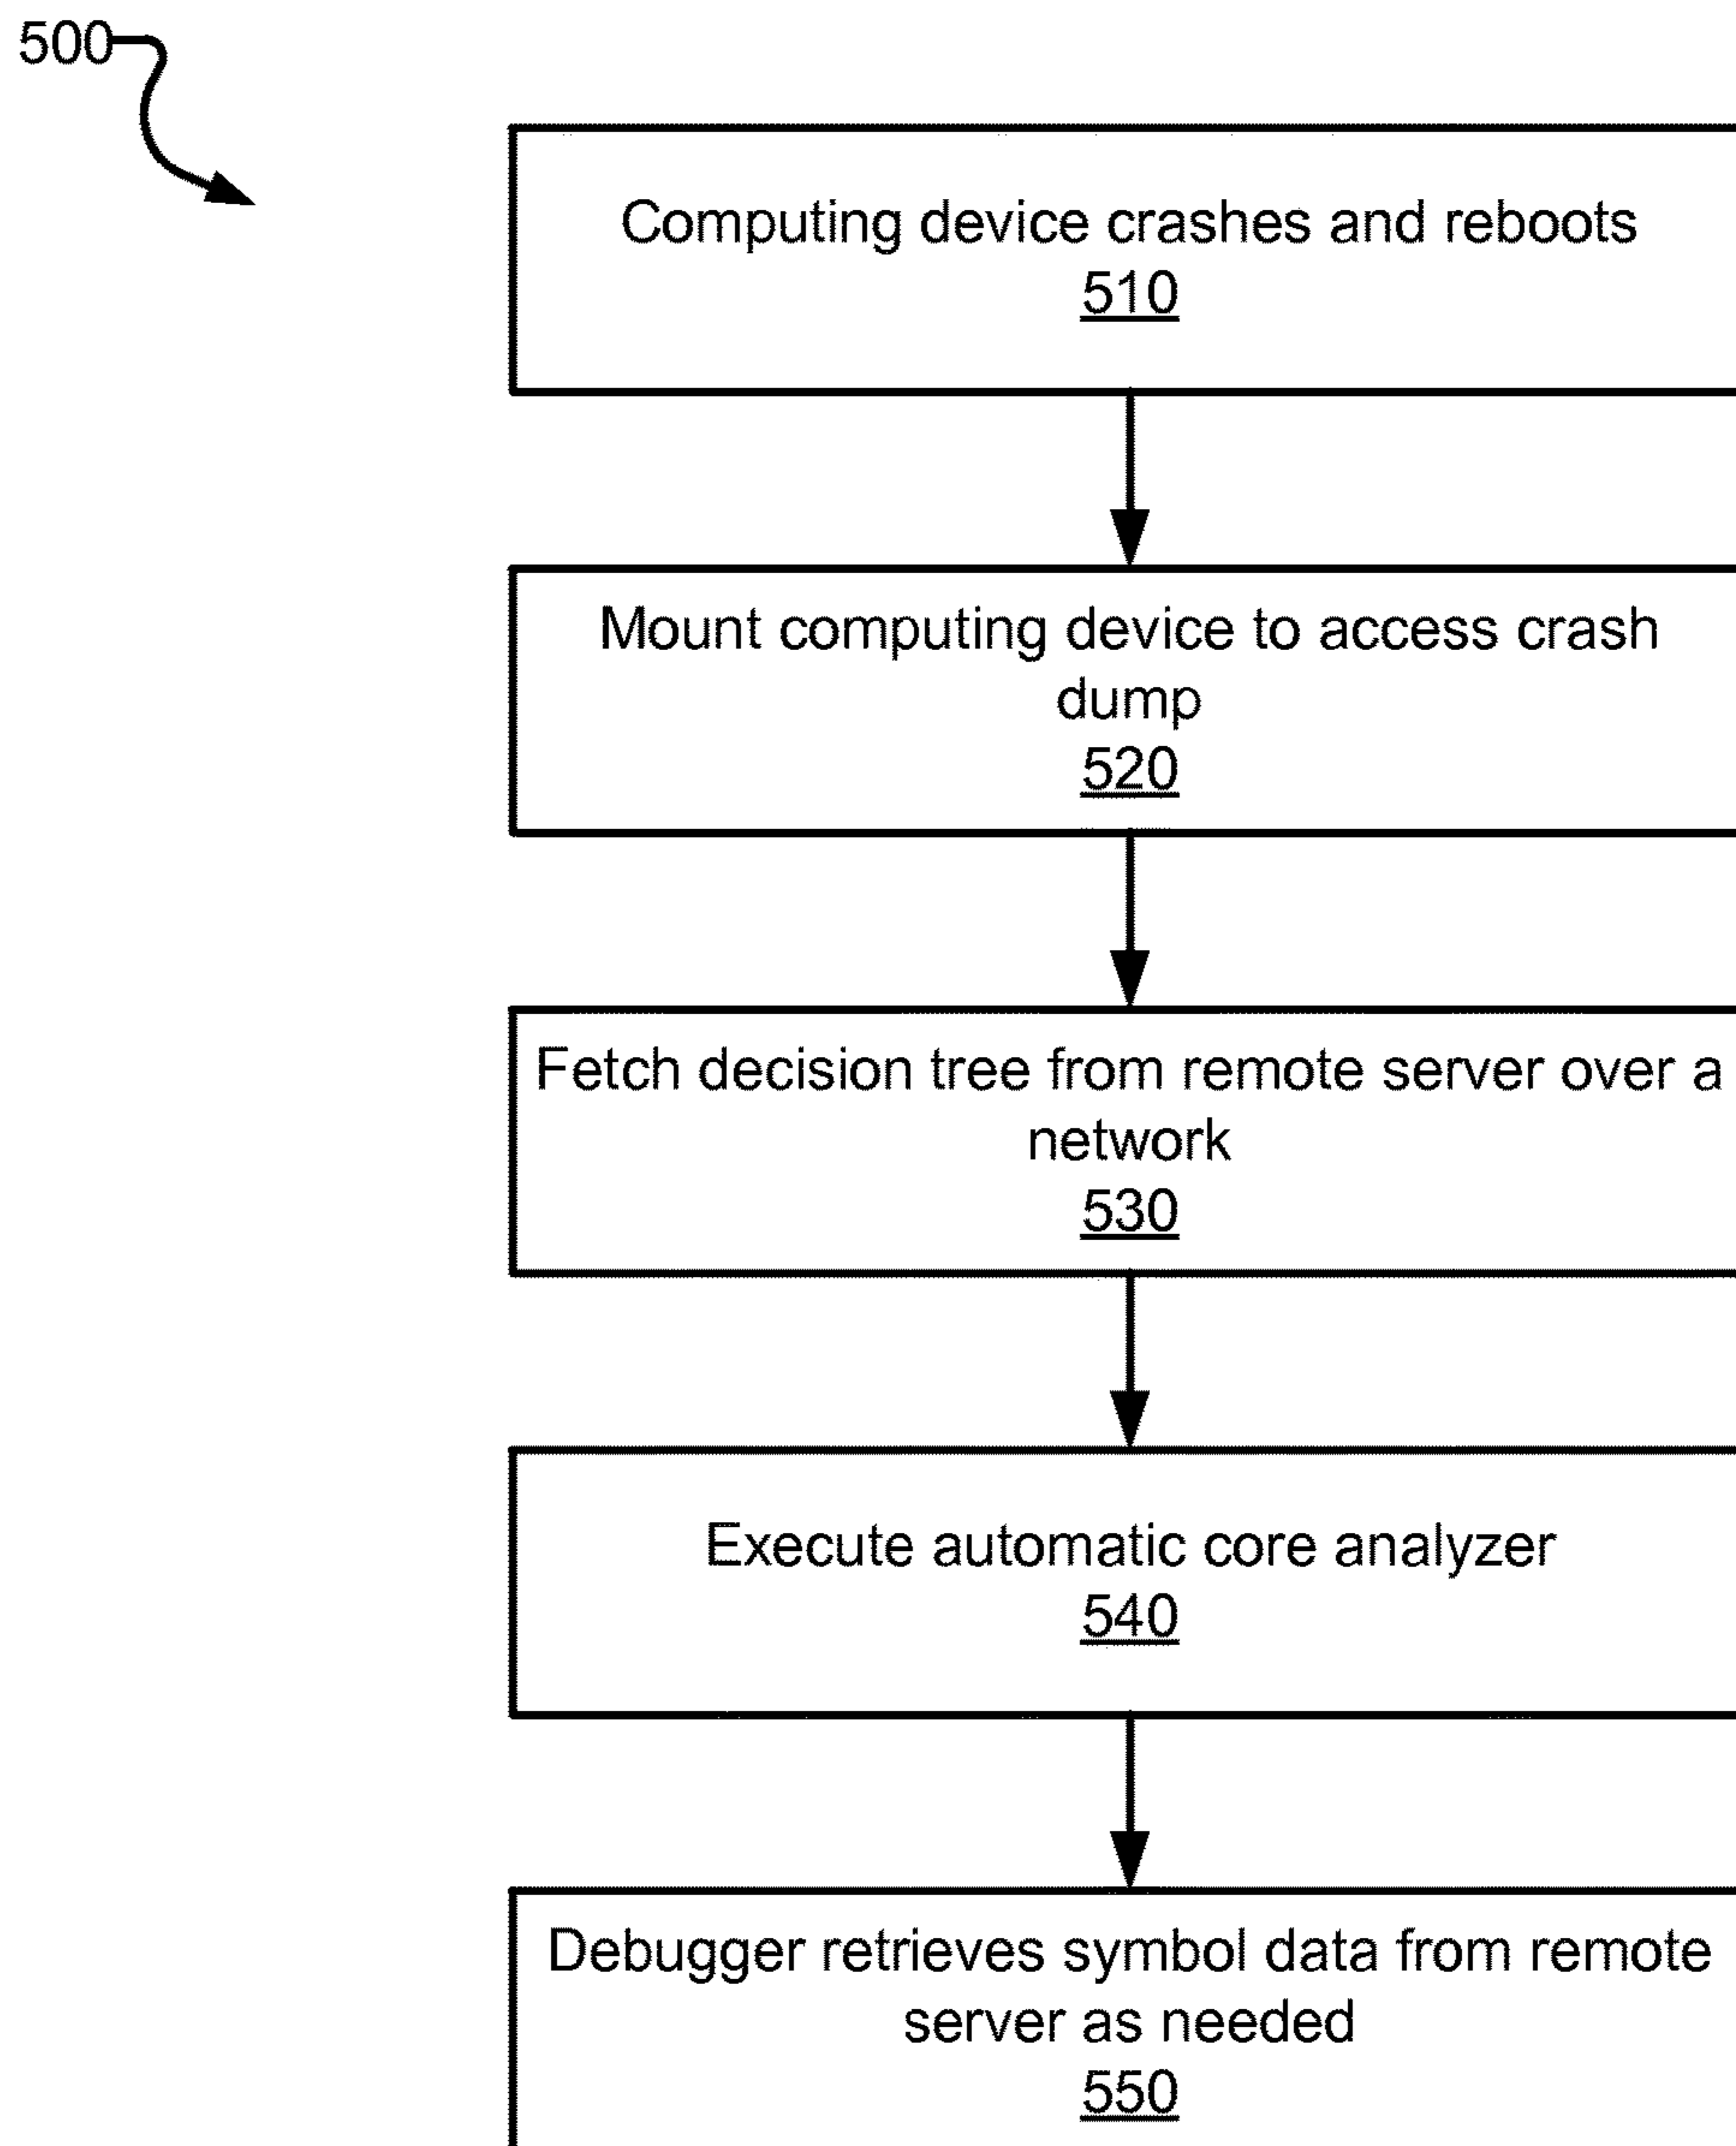 500
Computing device crashes and reboots
510
Mount computing device to access crash
dump
520
Fetch decision tree from remote server over a
network
530
Execute automatic core analyzer
540
Debugger retrieves symbol data from remote
server as needed
550